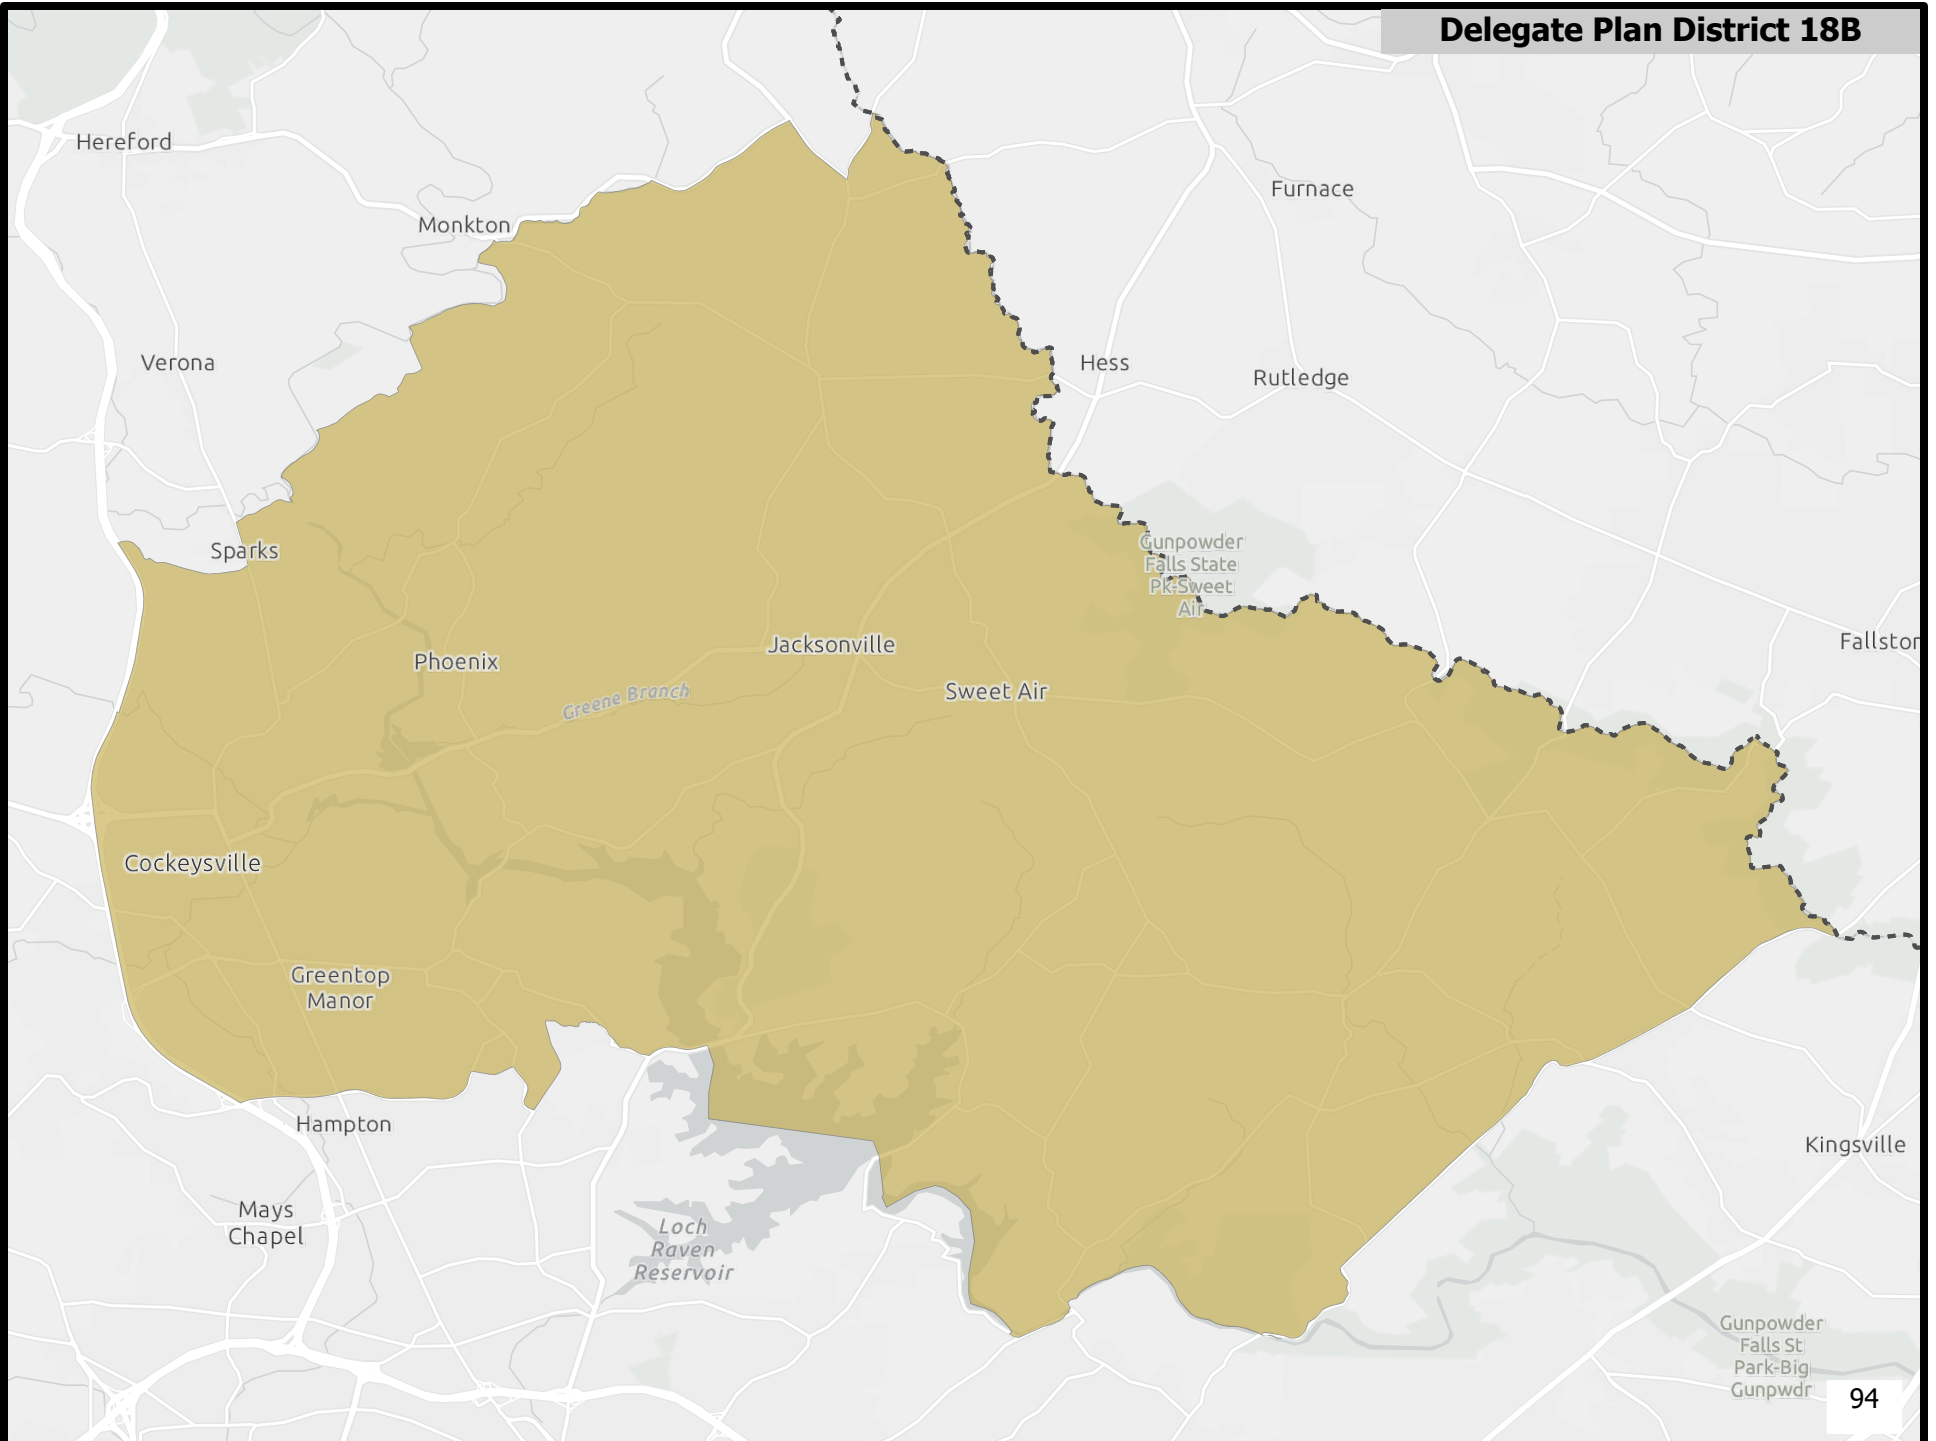 Delegate Plan District 18B
Hereford
Furnace
Monkton
Verona
Hess
Rutledge
Sparks
Gunpowder
Falls State
Pk-Sweet
Air
Fallston
Jacksonville
Phoenix
Greene Branch
Sweet Air
Cockeysville
Greentop
Manor
Hampton
Kingsville
Mays
Chapel
Loch
Raven
Reservoir
Gunpowder
Falls St
Park-Big
Gunpwdr
94